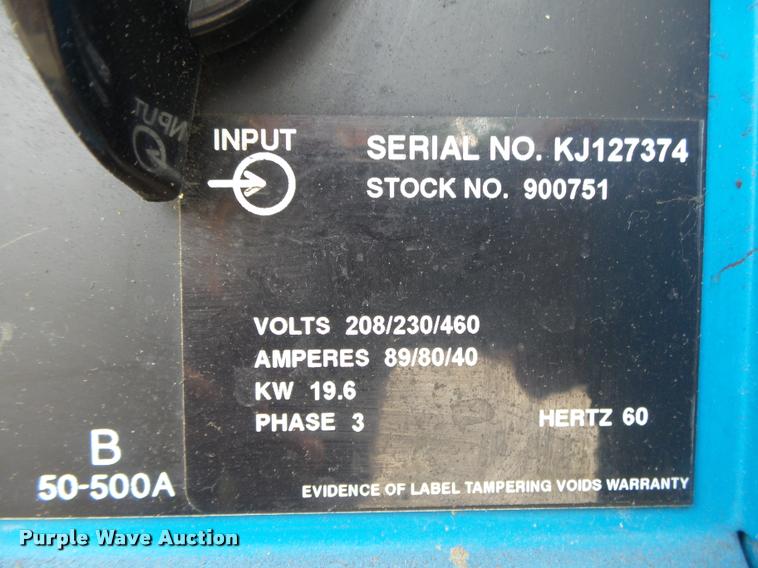 INPUT
INPUT
SERIAL NO. KJ127374
STOCK NO. 900751
VOLTS 208/230/460
AMPERES 89/80/40
KW 19.6
PHASE 3 HERTZ 60
B
50-500A
EVIDENCE OF LABEL TAMPERING VOIDS WARRANTY
Purple Wave Auction